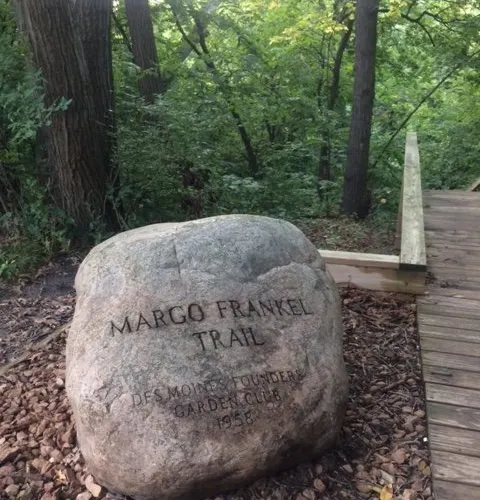 MARGO FRANKEL
TRAIL
DES MOINES FOUNDERS
GARDEN CLUB
1958